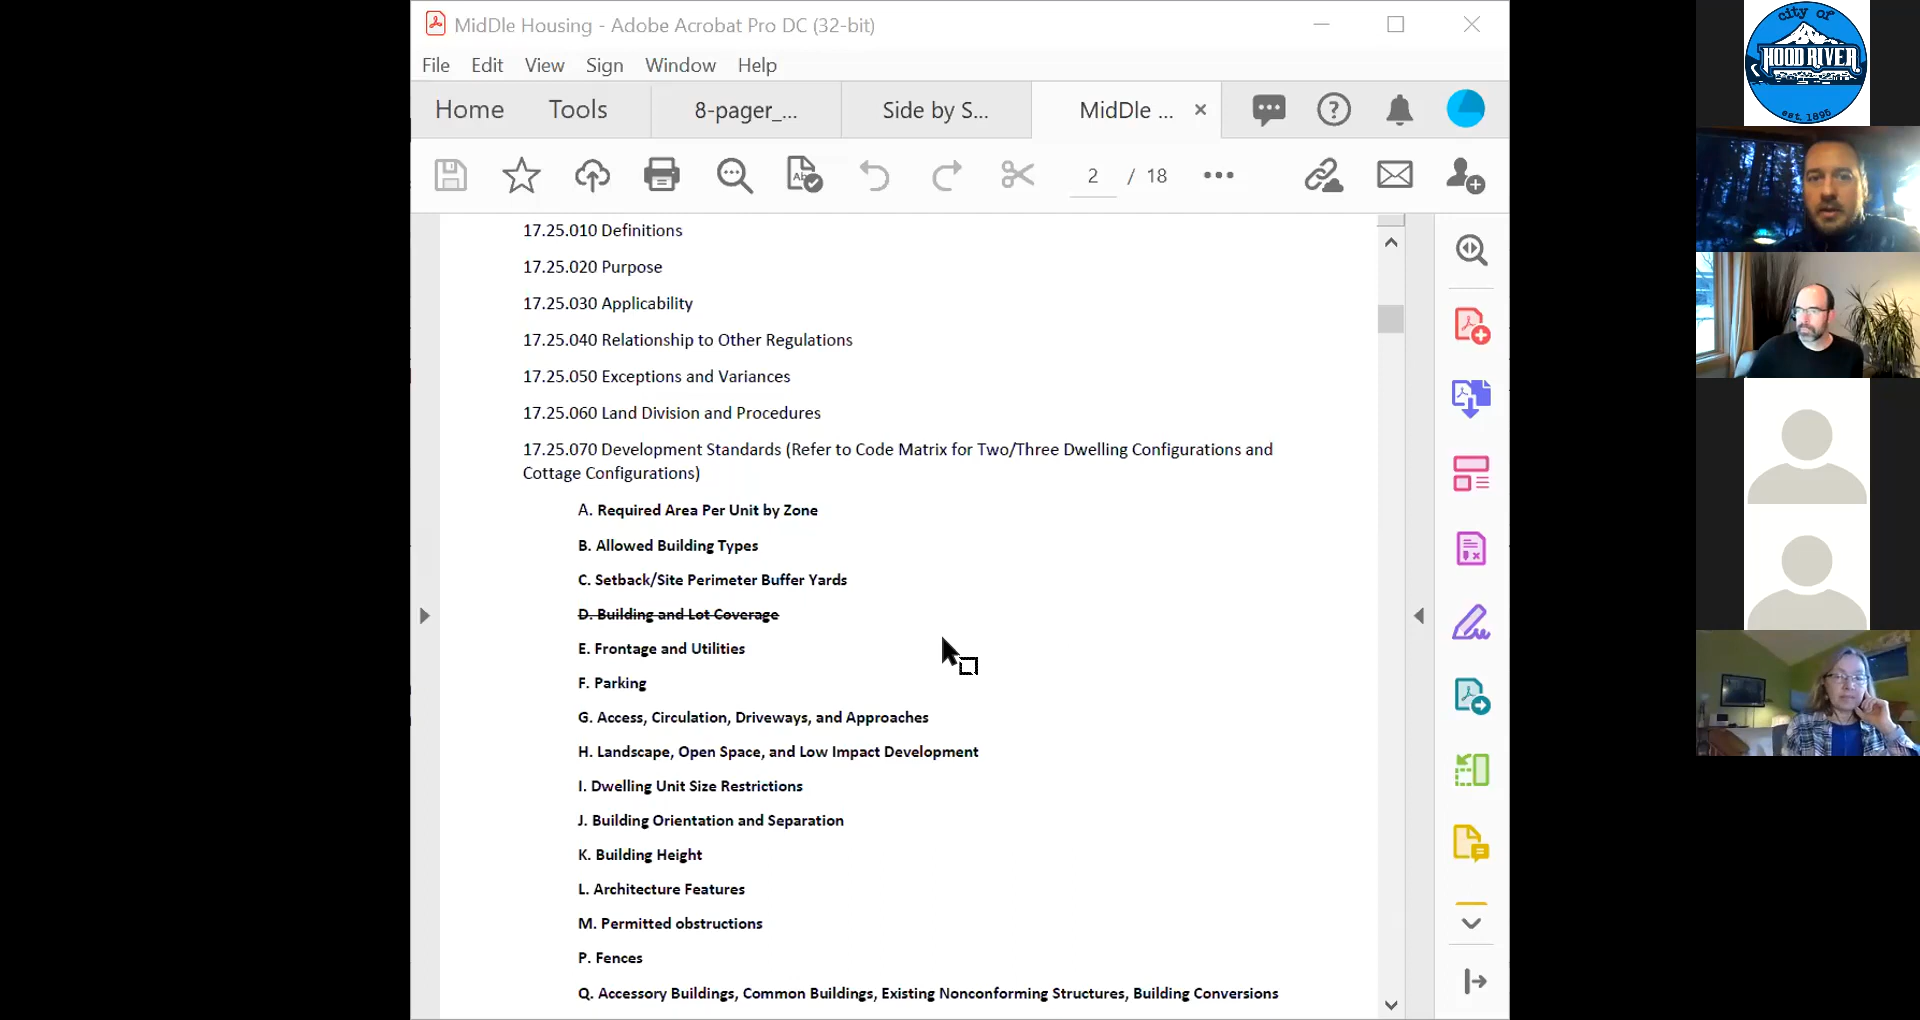 MidDle Housing - Adobe Acrobat Pro DC (32-bit)
File Edit View Sign Window Help
Home Tools 8-pager_... Side by S... MidDle ...
2 / 18
17.25.010 Definitions
17.25.020 Purpose
17.25.030 Applicability
17.25.040 Relationship to Other Regulations
17.25.050 Exceptions and Variances
17.25.060 Land Division and Procedures
17.25.070 Development Standards (Refer to Code Matrix for Two/Three Dwelling Configurations and
Cottage Configurations)
A. Required Area Per Unit by Zone
B. Allowed Building Types
C. Setback/Site Perimeter Buffer Yards
D. Building and Lot Coverage
E. Frontage and Utilities
F. Parking
G. Access, Circulation, Driveways, and Approaches
H. Landscape, Open Space, and Low Impact Development
I. Dwelling Unit Size Restrictions
J. Building Orientation and Separation
K. Building Height
L. Architecture Features
M. Permitted obstructions
P. Fences
Q. Accessory Buildings, Common Buildings, Existing Nonconforming Structures, Building Conversions
city of
HOOD RIVER
est. 1895